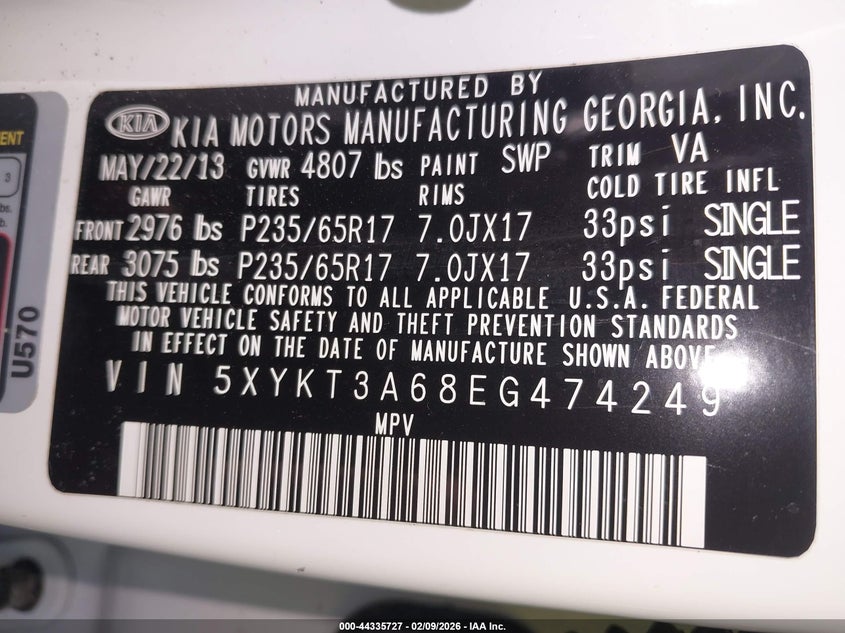 MANUFACTURED BY
KIA KIA MOTORS MANUFACTURING GEORGIA, INC.
MAY/22/13 GVWR 4807 lbs PAINT SWP TRIM VA
GAWR TIRES RIMS COLD TIRE INFL
FRONT 2976 lbs P235/65R17 7.0JX17 33psi SINGLE
REAR 3075 lbs P235/65R17 7.0JX17 33psi SINGLE
THIS VEHICLE CONFORMS TO ALL APPLICABLE U.S.A. FEDERAL
MOTOR VEHICLE SAFETY AND THEFT PREVENTION STANDARDS
IN EFFECT ON THE DATE OF MANUFACTURE SHOWN ABOVE
VIN 5XYKT3A68EG474249
MPV
3
U570
000-44335727 - 02/09/2026 - IAA Inc.